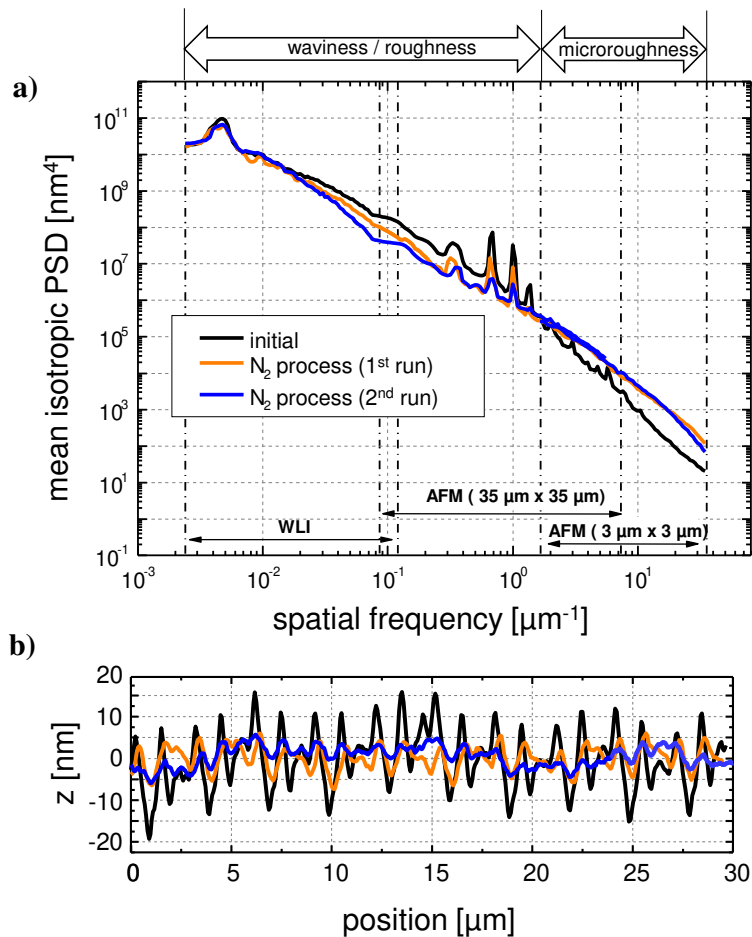 waviness / roughness microroughness
a)
10¹¹
10⁹
10⁷
10⁵
10³
10¹
10⁻¹
mean isotropic PSD [nm⁴]
initial
N₂ process (1ˢᵗ run)
N₂ process (2ⁿᵈ run)
AFM ( 35 µm x 35 µm)
WLI
AFM ( 3 µm x 3 µm)
10⁻³ 10⁻² 10⁻¹ 10⁰ 10¹
spatial frequency [µm⁻¹]
b)
20
10
0
-10
-20
z [nm]
0 5 10 15 20 25 30
position [µm]